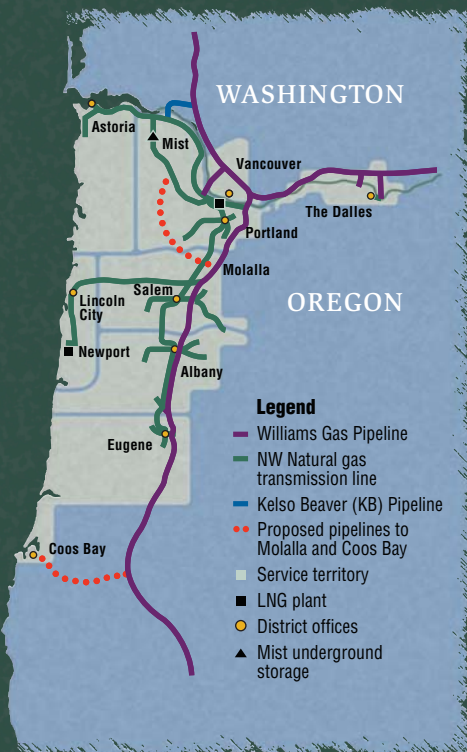 WASHINGTON
Astoria
Mist
Vancouver
The Dalles
Portland
Molalla
Salem
Lincoln
City
OREGON
Newport
Albany
Eugene
Coos Bay
Legend
Williams Gas Pipeline
NW Natural gas
transmission line
Kelso Beaver (KB) Pipeline
Proposed pipelines to
Molalla and Coos Bay
Service territory
LNG plant
District offices
Mist underground
storage